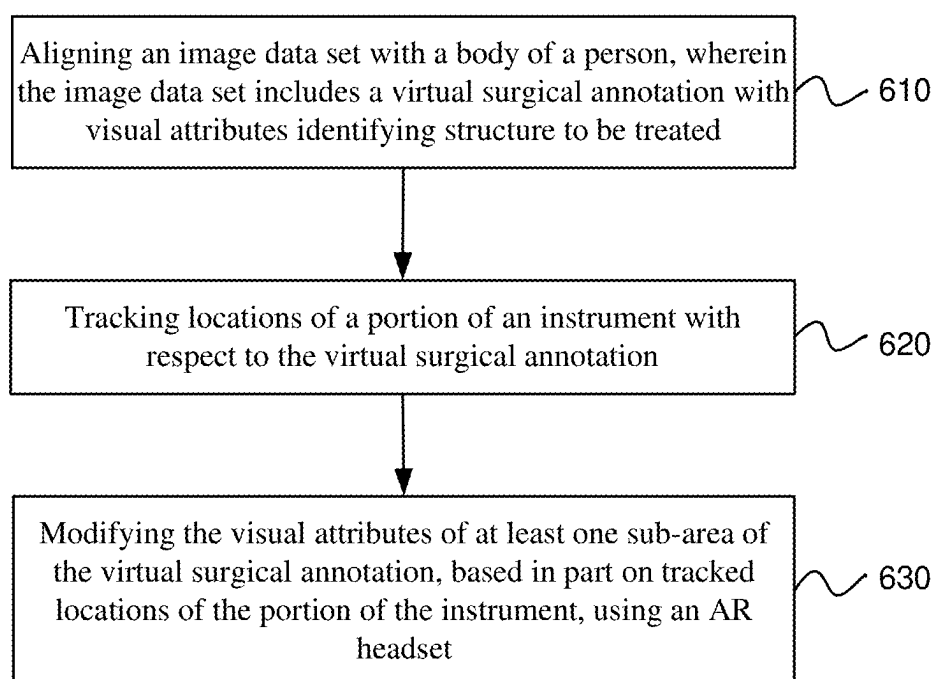 Aligning an image data set with a body of a person, wherein
the image data set includes a virtual surgical annotation with
visual attributes identifying structure to be treated
610
Tracking locations of a portion of an instrument with
respect to the virtual surgical annotation
620
Modifying the visual attributes of at least one sub-area of
the virtual surgical annotation, based in part on tracked
locations of the portion of the instrument, using an AR
headset
630